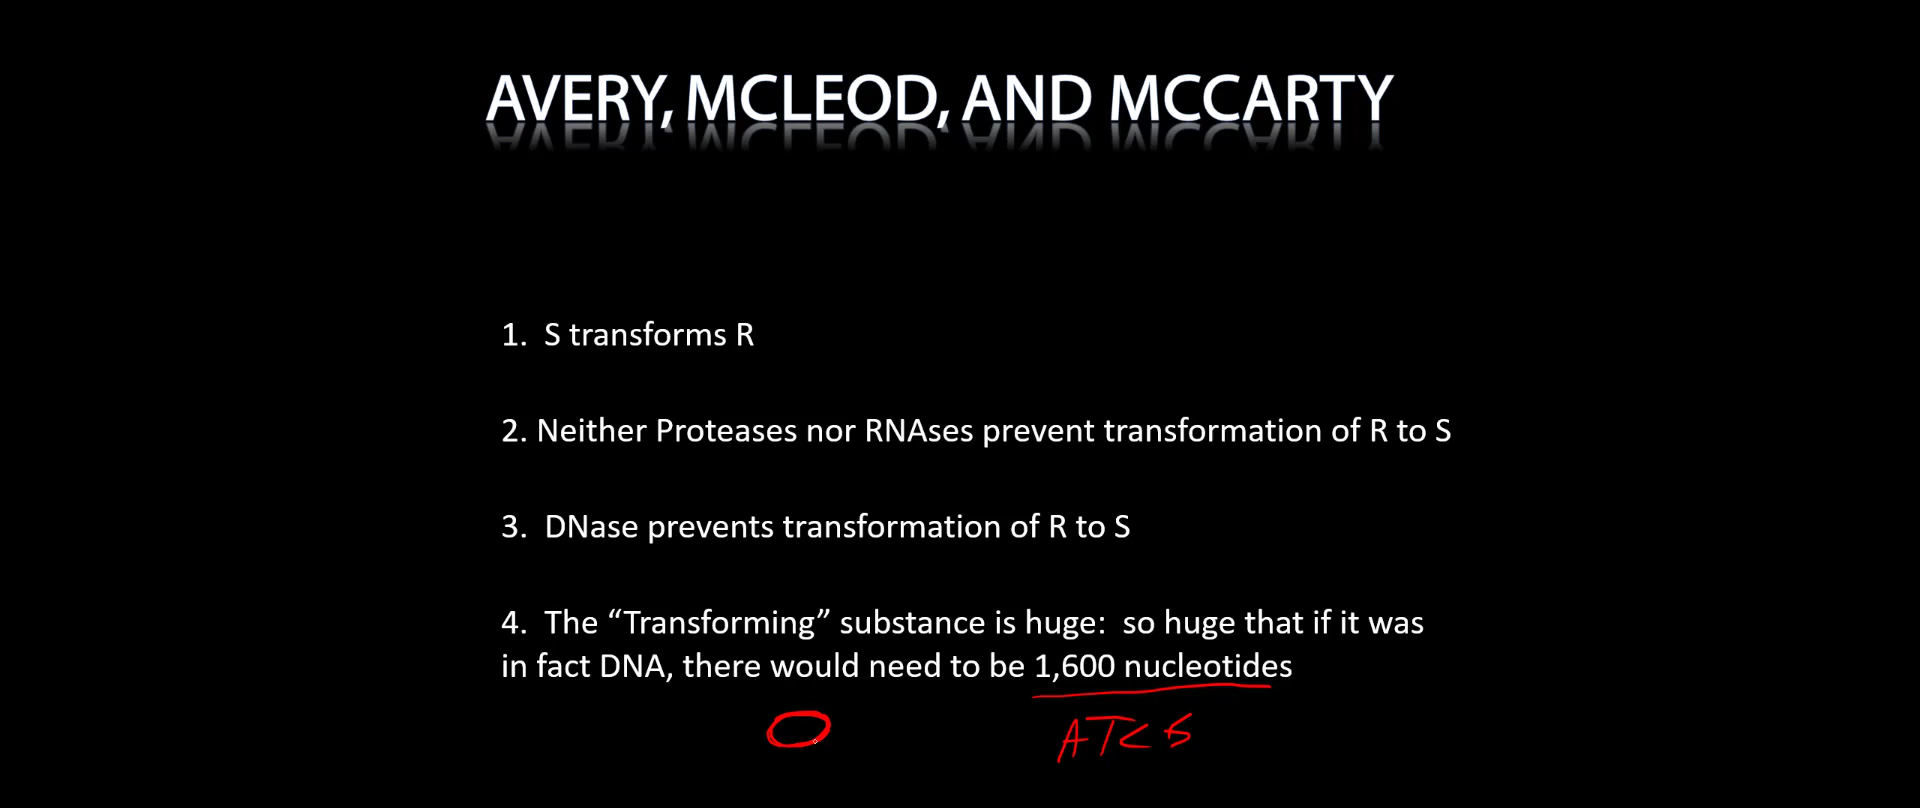 AVERY, MCLEOD, AND MCCARTY
1. S transforms R
2. Neither Proteases nor RNAses prevent transformation of R to S
3. DNase prevents transformation of R to S
4. The “Transforming” substance is huge: so huge that if it was
in fact DNA, there would need to be 1,600 nucleotides
ATCG